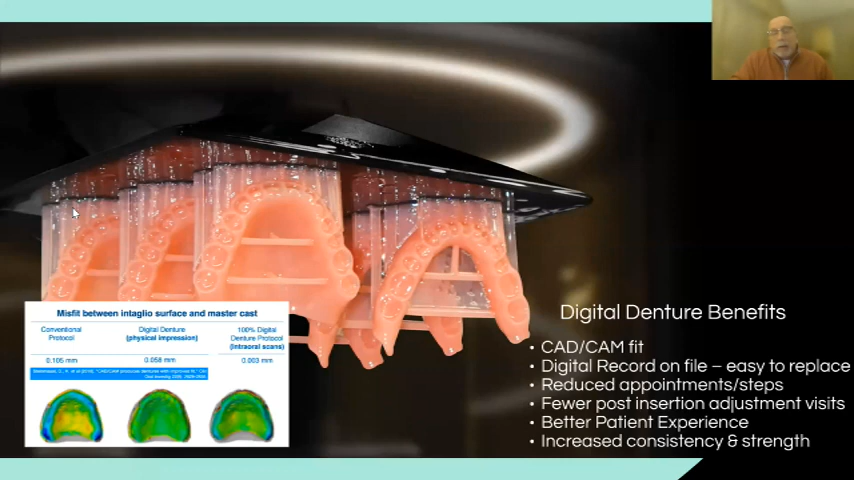 Misfit between intaglio surface and master cast
Conventional Protocol
Digital Denture (physical impression)
100% Digital Denture Protocol (Intraoral scans)
0.105 mm
0.058 mm
0.003 mm
Digital Denture Benefits
• CAD/CAM fit
• Digital Record on file – easy to replace
• Reduced appointments/steps
• Fewer post insertion adjustment visits
• Better Patient Experience
• Increased consistency & strength